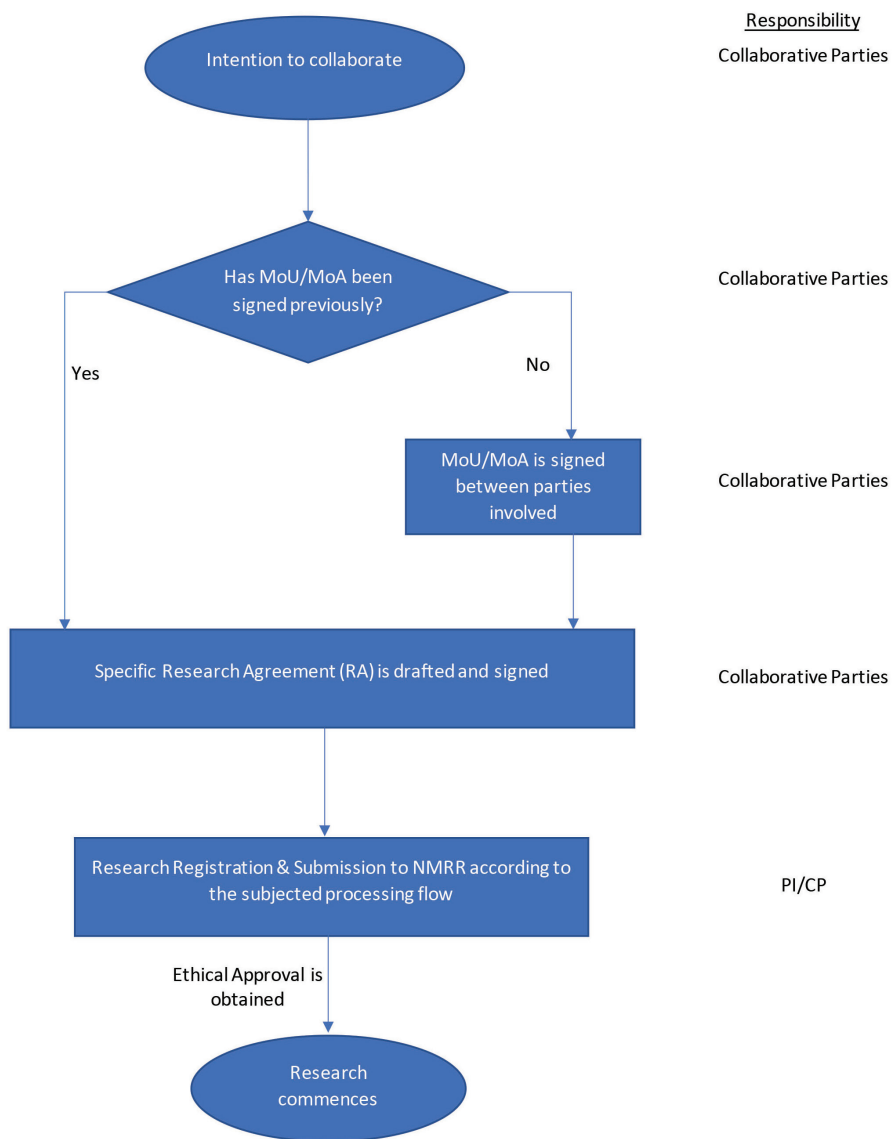 Responsibility
Intention to collaborate
Collaborative Parties
Has MoU/MoA been
signed previously?
Collaborative Parties
Yes
No
MoU/MoA is signed
between parties
involved
Collaborative Parties
Specific Research Agreement (RA) is drafted and signed
Collaborative Parties
Research Registration & Submission to NMRR according to
the subjected processing flow
PI/CP
Ethical Approval is
obtained
Research
commences